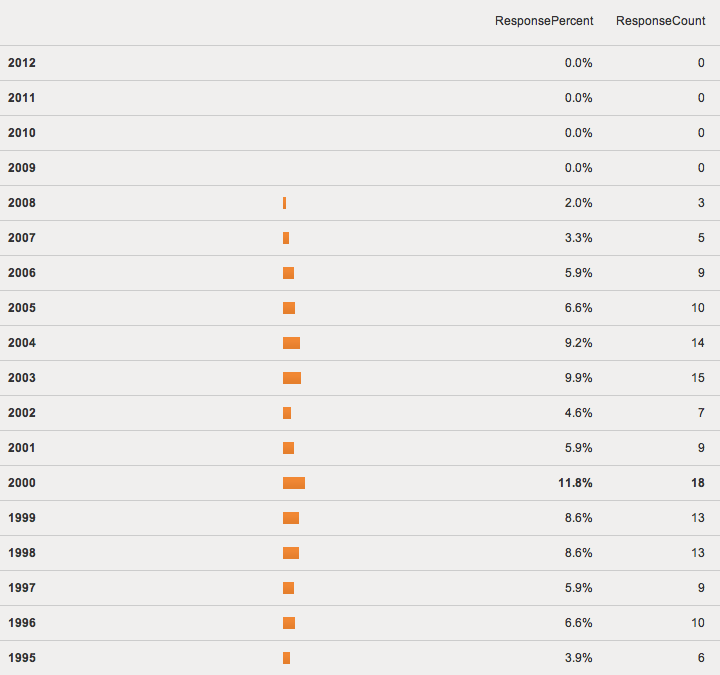 ResponsePercent ResponseCount
2012 0.0% 0
2011 0.0% 0
2010 0.0% 0
2009 0.0% 0
2008 2.0% 3
2007 3.3% 5
2006 5.9% 9
2005 6.6% 10
2004 9.2% 14
2003 9.9% 15
2002 4.6% 7
2001 5.9% 9
2000 11.8% 18
1999 8.6% 13
1998 8.6% 13
1997 5.9% 9
1996 6.6% 10
1995 3.9% 6